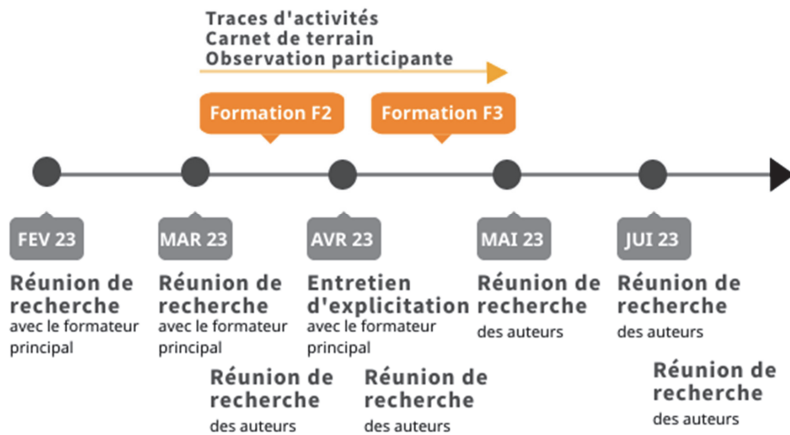 Traces d'activités
Carnet de terrain
Observation participante
Formation F2
Formation F3
FEV 23
MAR 23
AVR 23
MAI 23
JUI 23
Réunion de
recherche
avec le formateur
principal
Réunion de
recherche
avec le formateur
principal
Entretien
d'explicitation
avec le formateur
principal
Réunion de
recherche
des auteurs
Réunion de
recherche
des auteurs
Réunion de
recherche
des auteurs
Réunion de
recherche
des auteurs
Réunion de
recherche
des auteurs